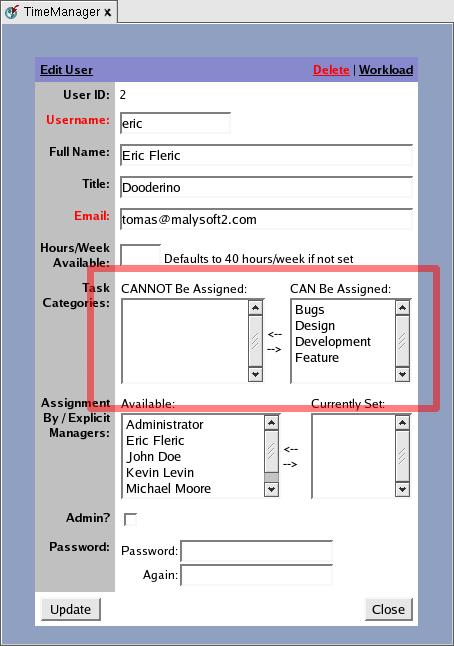 TimeManager x
Edit User Delete | Workload
User ID: 2
Username: eric
Full Name: Eric Fleric
Title: Dooderino
Email: tomas@malysoft2.com
Hours/Week Available: Defaults to 40 hours/week if not set
Task Categories:
CANNOT Be Assigned: CAN Be Assigned:
Bugs
<-- Design
--> Development
Feature
Assignment By / Explicit Managers:
Available: Currently Set:
Administrator
Eric Fleric <--
John Doe -->
Kevin Levin
Michael Moore
Admin?
Password: Password:
Again:
Update Close